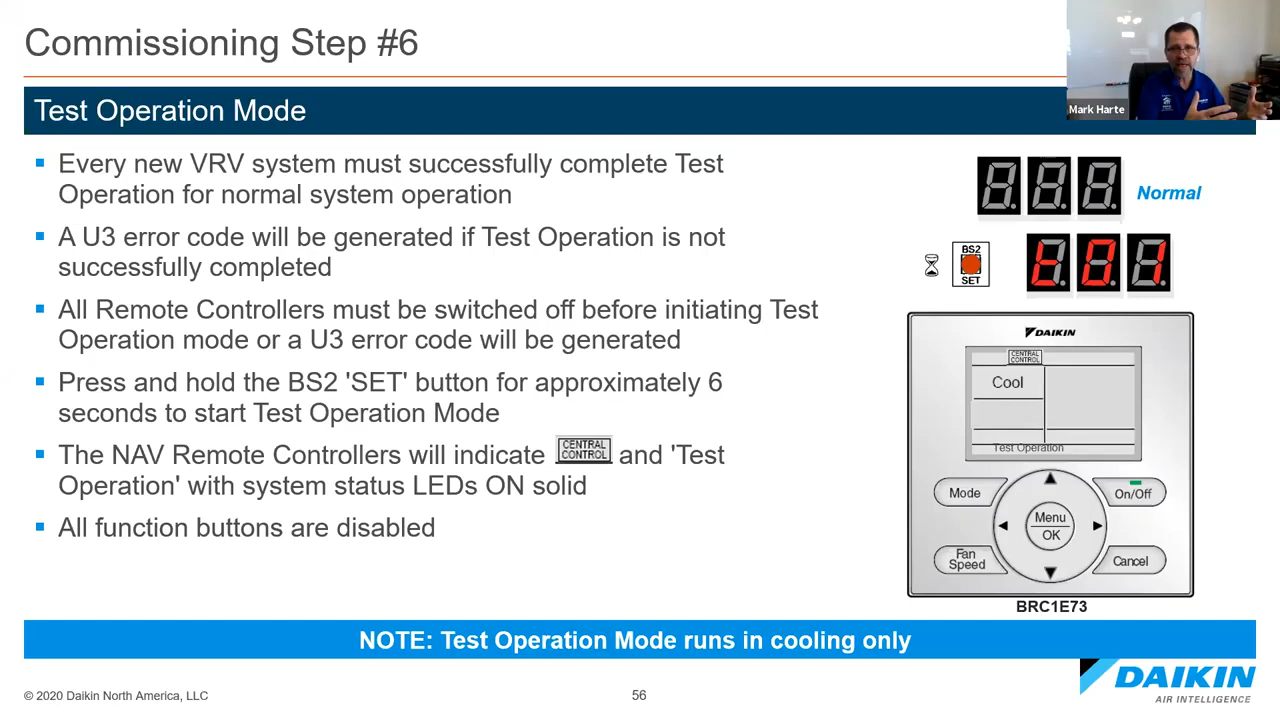 Commissioning Step #6
Mark Harte
Test Operation Mode
Every new VRV system must successfully complete Test
Operation for normal system operation
A U3 error code will be generated if Test Operation is not
successfully completed
All Remote Controllers must be switched off before initiating Test
Operation mode or a U3 error code will be generated
Press and hold the BS2 'SET' button for approximately 6
seconds to start Test Operation Mode
The NAV Remote Controllers will indicate CENTRAL CONTROL and 'Test
Operation' with system status LEDs ON solid
All function buttons are disabled
Normal
BS2
SET
t01
DAIKIN
CENTRAL
CONTROL
Cool
Test Operation
Mode
On/Off
Menu
OK
Fan
Speed
Cancel
BRC1E73
NOTE: Test Operation Mode runs in cooling only
© 2020 Daikin North America, LLC
56
DAIKIN
AIR INTELLIGENCE